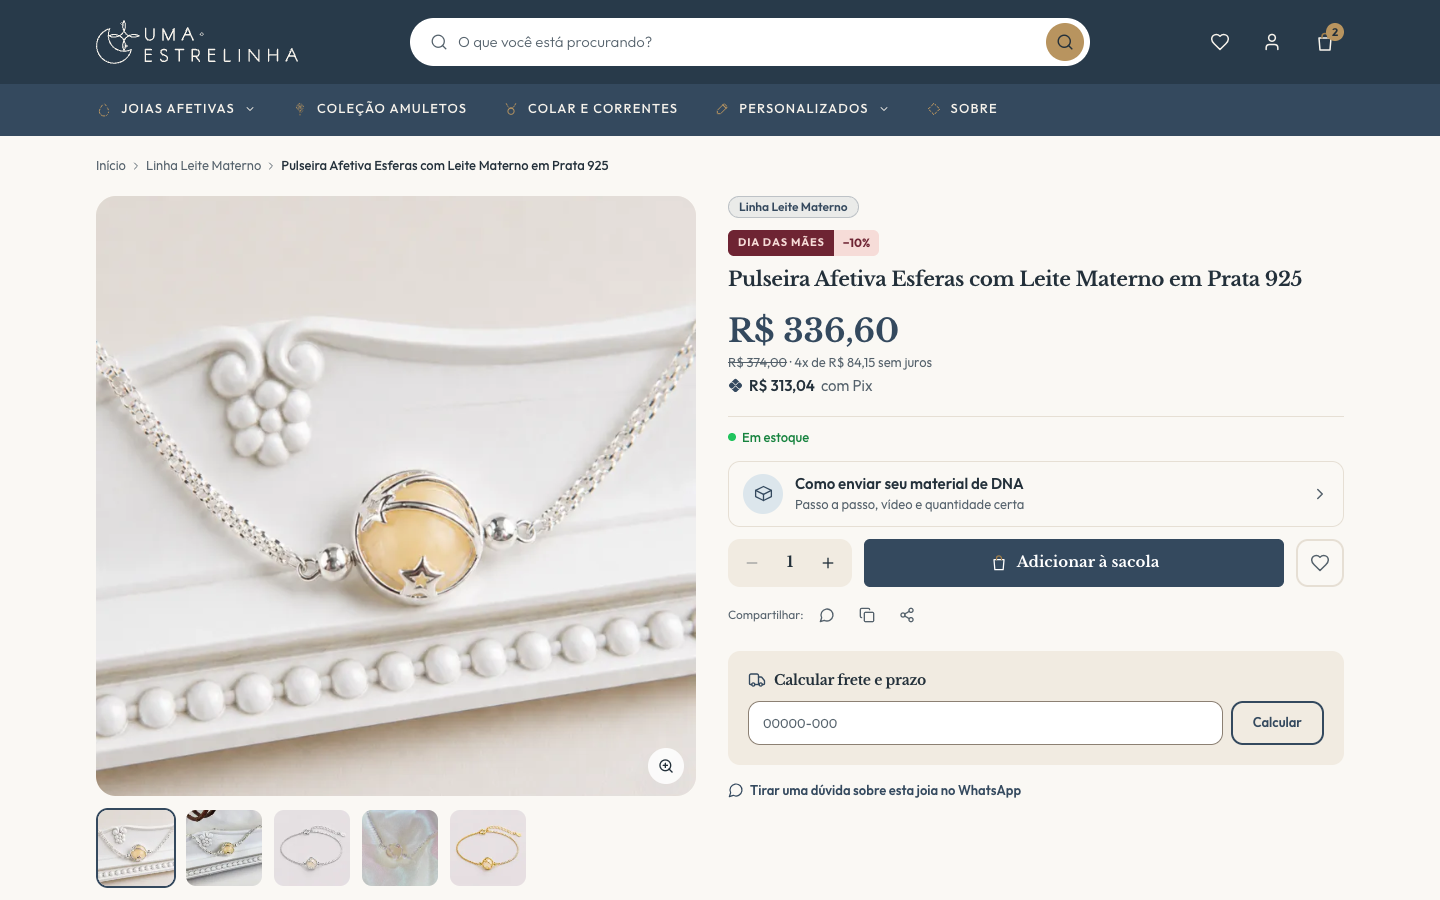 UMA
ESTRELINHA
O que você está procurando?
2
JOIAS AFETIVAS
COLEÇÃO AMULETOS
COLAR E CORRENTES
PERSONALIZADOS
SOBRE
Início > Linha Leite Materno > Pulseira Afetiva Esferas com Leite Materno em Prata 925
Linha Leite Materno
DIA DAS MÃES −10%
Pulseira Afetiva Esferas com Leite Materno em Prata 925
R$ 336,60
R$ 374,00 · 4x de R$ 84,15 sem juros
R$ 313,04 com Pix
Em estoque
Como enviar seu material de DNA
Passo a passo, vídeo e quantidade certa
− 1 +
Adicionar à sacola
Compartilhar:
Calcular frete e prazo
00000-000
Calcular
Tirar uma dúvida sobre esta joia no WhatsApp